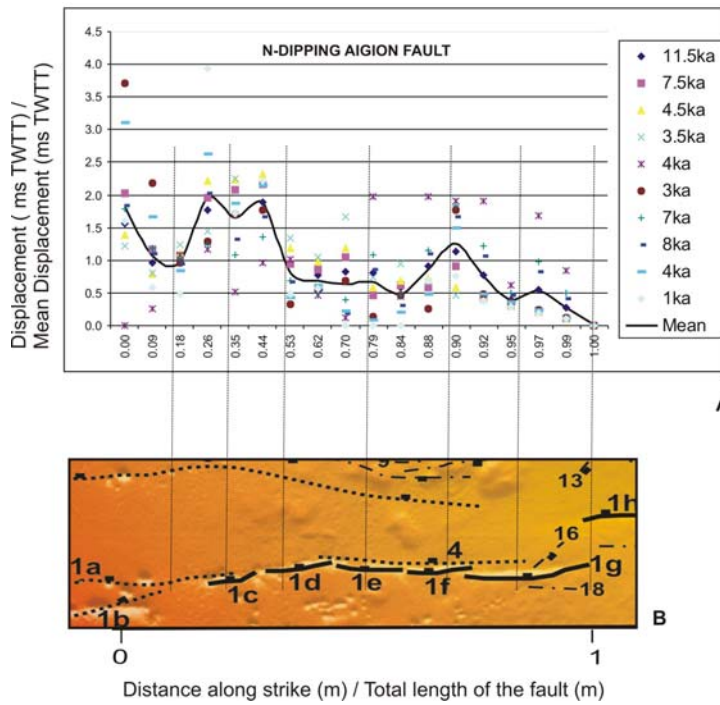 N-DIPPING AIGION FAULT
Displacement ( ms TWTT) /
Mean Displacement (ms TWTT)
4.5
4.0
3.5
3.0
2.5
2.0
1.5
1.0
0.5
0.0
0.00 0.09 0.18 0.26 0.35 0.44 0.53 0.62 0.70 0.79 0.84 0.88 0.90 0.92 0.95 0.97 0.99 1.00
11.5ka
7.5ka
4.5ka
3.5ka
4ka
3ka
7ka
8ka
4ka
1ka
Mean
9
13
1h
16
4
1a
1g
1c 1d 1e 1f
18
1b
B
0 1
Distance along strike (m) / Total length of the fault (m)